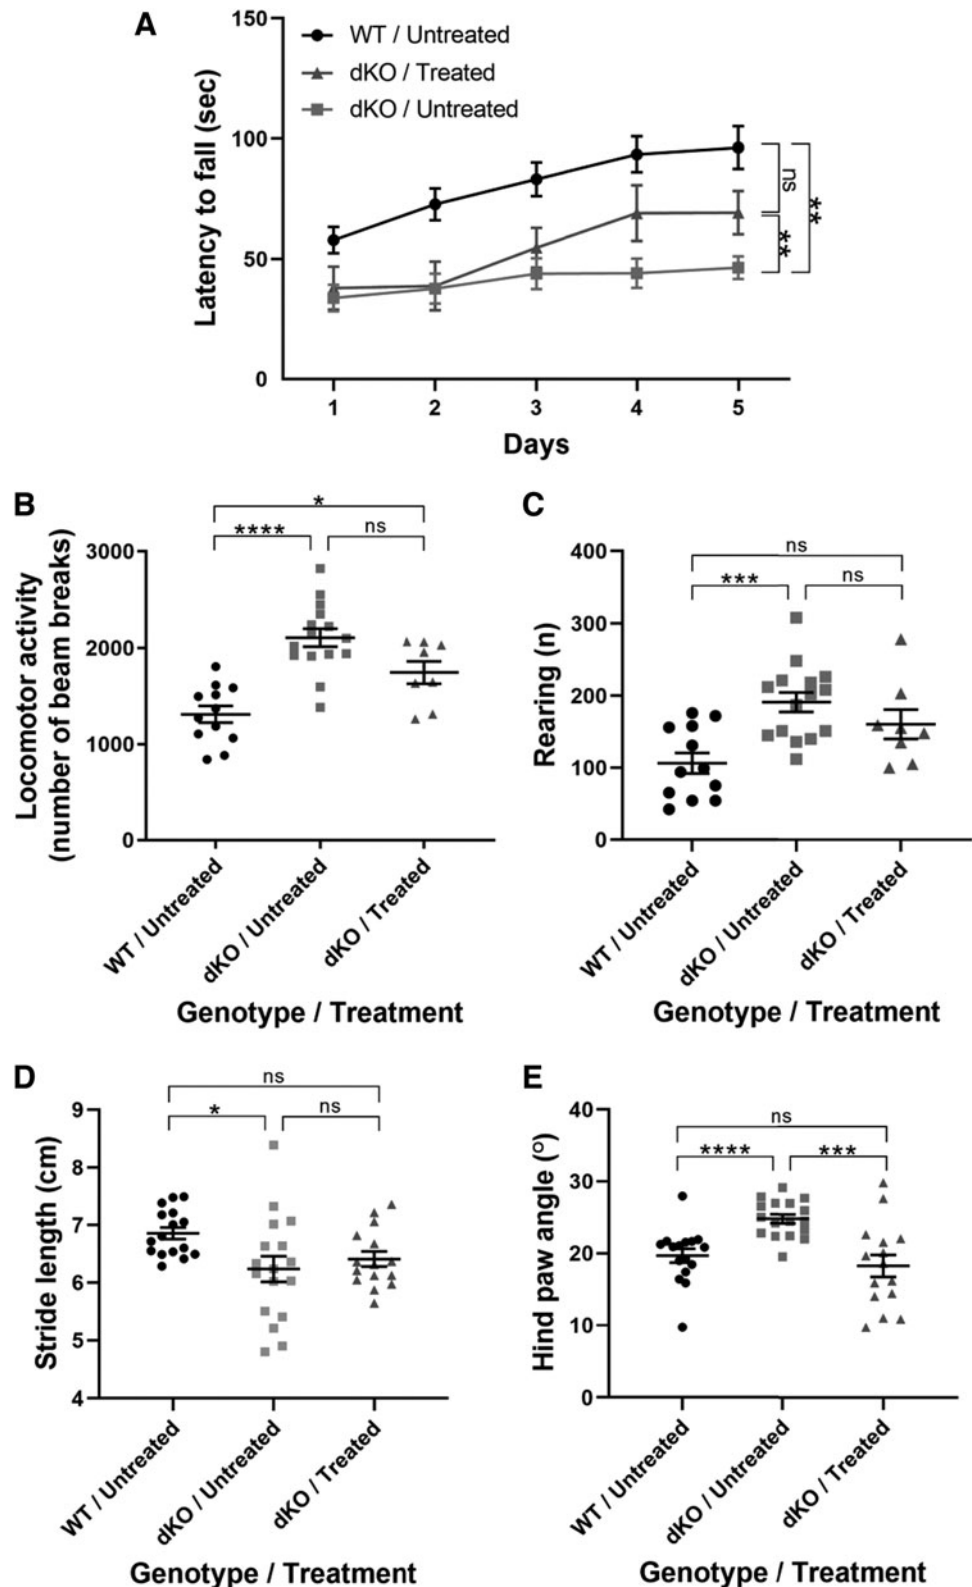 A
150
WT / Untreated
dKO / Treated
dKO / Untreated
Latency to fall (sec)
100
50
0
ns
**
**
1 2 3 4 5
Days
B
*
**** ns
Locomotor activity
(number of beam breaks)
3000
2000
1000
0
WT / Untreated
dKO / Untreated
dKO / Treated
Genotype / Treatment
C
ns
*** ns
Rearing (n)
400
300
200
100
0
WT / Untreated
dKO / Untreated
dKO / Treated
Genotype / Treatment
D
ns
* ns
Stride length (cm)
9
8
7
6
5
4
WT / Untreated
dKO / Untreated
dKO / Treated
Genotype / Treatment
E
ns
**** ***
Hind paw angle (º)
40
30
20
10
0
WT / Untreated
dKO / Untreated
dKO / Treated
Genotype / Treatment